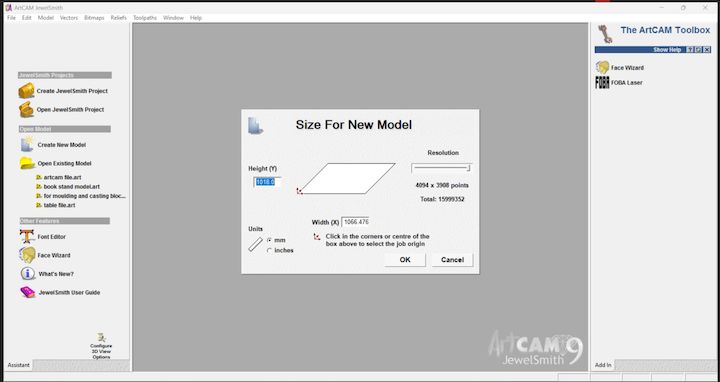 ArtCAM JewelSmith
File Edit Model Vectors Bitmaps Reliefs Toolpaths Window Help
JewelSmith Projects
Create JewelSmith Project
Open JewelSmith Project
Open Model
Create New Model
Open Existing Model
artcam file.art
book stand model.art
for moulding and casting bloc...
table file.art
Other Features
Font Editor
Face Wizard
What's New?
JewelSmith User Guide
Configure
3D View
Options
Assistant
Size For New Model
Resolution
Height (Y)
1018.0
4094 x 3908 points
Total: 15999352
Width (X) 1066.476
Units
mm
inches
Click in the corners or centre of the
box above to select the job origin
OK Cancel
ArtCAM 9
JewelSmith
The ArtCAM Toolbox
Show Help
Face Wizard
FOBA FOBA Laser
Add In